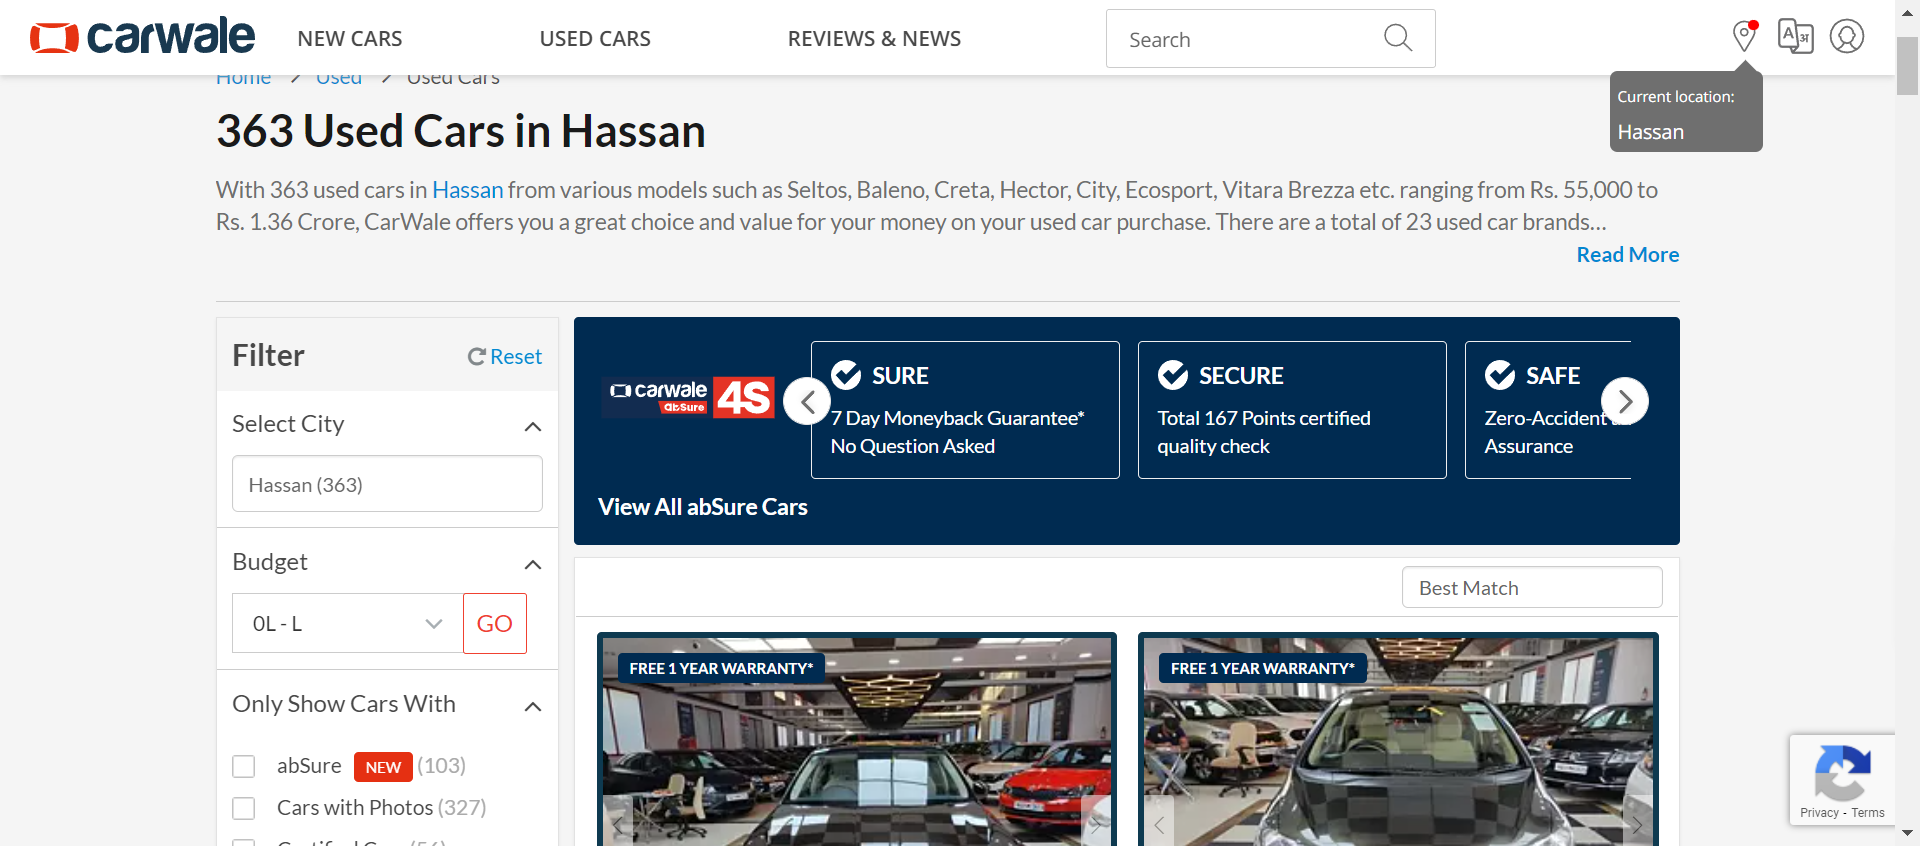 carwale NEW CARS USED CARS REVIEWS & NEWS Search
Home Used Used Cars
Current location:
Hassan
363 Used Cars in Hassan
With 363 used cars in Hassan from various models such as Seltos, Baleno, Creta, Hector, City, Ecosport, Vitara Brezza etc. ranging from Rs. 55,000 to
Rs. 1.36 Crore, CarWale offers you a great choice and value for your money on your used car purchase. There are a total of 23 used car brands...
Read More
Filter Reset
Select City
Hassan (363)
Budget
0L - L GO
Only Show Cars With
abSure NEW (103)
Cars with Photos (327)
carwale
abSure 4S
SURE
7 Day Moneyback Guarantee*
No Question Asked
SECURE
Total 167 Points certified
quality check
SAFE
Zero-Accident
Assurance
View All abSure Cars
Best Match
FREE 1 YEAR WARRANTY*
FREE 1 YEAR WARRANTY*
Privacy - Terms